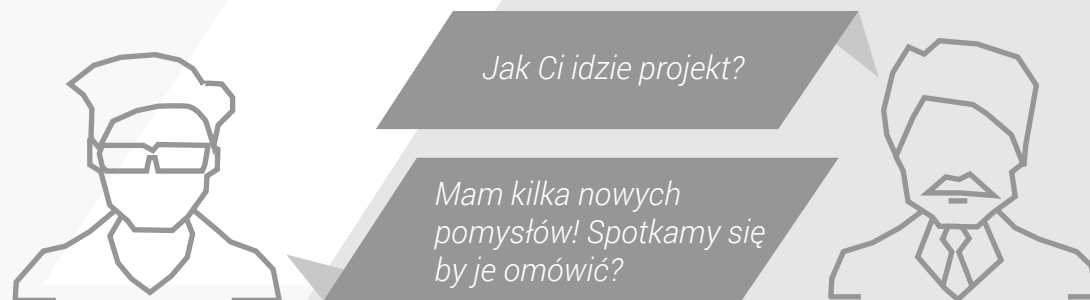 Jak Ci idzie projekt?
Mam kilka nowych
pomysłów! Spotkamy się
by je omówić?